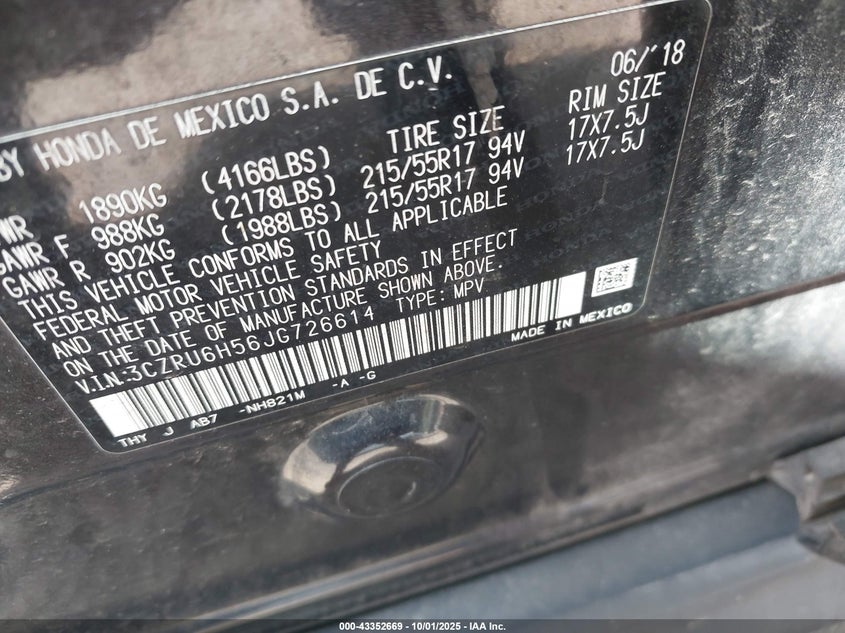 BY HONDA DE MEXICO S.A. DE C.V. 06/'18
1890KG (4166LBS) TIRE SIZE RIM SIZE
GAWR F 988KG (2178LBS) 215/55R17 94V 17X7.5J
GAWR R 902KG (1988LBS) 215/55R17 94V 17X7.5J
THIS VEHICLE CONFORMS TO ALL APPLICABLE
FEDERAL MOTOR VEHICLE SAFETY
AND THEFT PREVENTION STANDARDS IN EFFECT
ON THE DATE OF MANUFACTURE SHOWN ABOVE.
V.I.N.:3CZRU6H56JG726614 TYPE: MPV
MADE IN MEXICO
THY J AB7 -NH821M -A -G
000-43352669 - 10/01/2025 - IAA Inc.